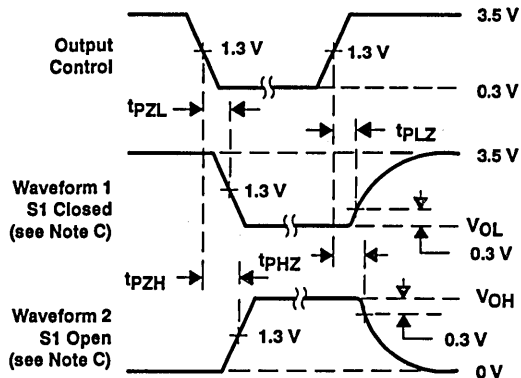 3.5 V
Output
Control
1.3 V
1.3 V
0.3 V
tPZL
tPLZ
3.5 V
Waveform 1
S1 Closed
(see Note C)
1.3 V
VOL
0.3 V
tPZH
tPHZ
VOH
Waveform 2
S1 Open
(see Note C)
1.3 V
0.3 V
0 V